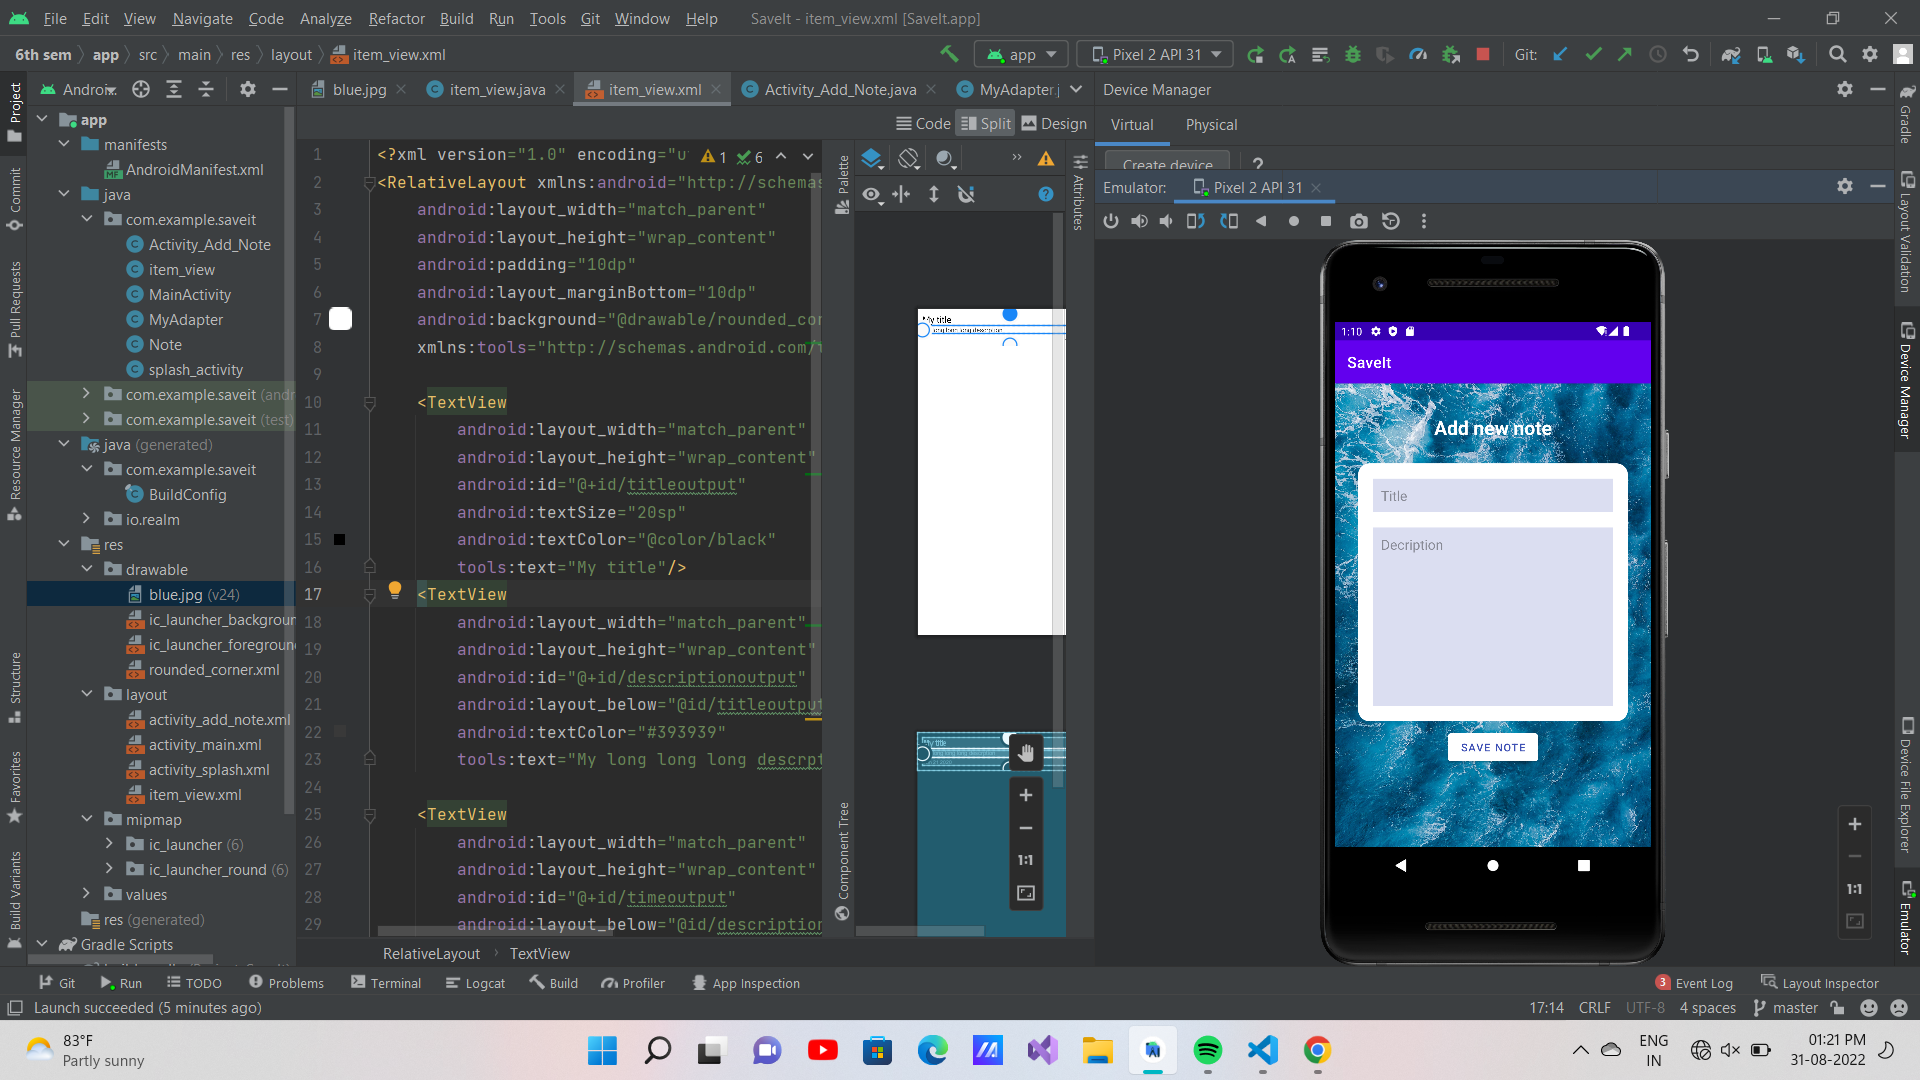 File Edit View Navigate Code Analyze Refactor Build Run Tools Git Window Help SaveIt - item_view.xml [SaveIt.app]
6th sem app src main res layout item_view.xml app Pixel 2 API 31 Git:
Android blue.jpg item_view.java item_view.xml Activity_Add_Note.java MyAdapter.j Device Manager
Code Split Design
Virtual Physical
Create device ?
Emulator: Pixel 2 API 31
Project
Commit
Pull Requests
Resource Manager
Structure
Favorites
Build Variants
app
manifests
AndroidManifest.xml
java
com.example.saveit
Activity_Add_Note
item_view
MainActivity
MyAdapter
Note
splash_activity
com.example.saveit (andr
com.example.saveit (test)
java (generated)
com.example.saveit
BuildConfig
io.realm
res
drawable
blue.jpg (v24)
ic_launcher_backgroun
ic_launcher_foreground
rounded_corner.xml
layout
activity_add_note.xml
activity_main.xml
activity_splash.xml
item_view.xml
mipmap
ic_launcher (6)
ic_launcher_round (6)
values
res (generated)
Gradle Scripts
1 <?xml version="1.0" encoding="u 1 6
2 <RelativeLayout xmlns:android="http://schemas
3 android:layout_width="match_parent"
4 android:layout_height="wrap_content"
5 android:padding="10dp"
6 android:layout_marginBottom="10dp"
7 android:background="@drawable/rounded_cor
8 xmlns:tools="http://schemas.android.com/t
9
10 <TextView
11 android:layout_width="match_parent"
12 android:layout_height="wrap_content"
13 android:id="@+id/titleoutput"
14 android:textSize="20sp"
15 android:textColor="@color/black"
16 tools:text="My title"/>
17 <TextView
18 android:layout_width="match_parent"
19 android:layout_height="wrap_content"
20 android:id="@+id/descriptionoutput"
21 android:layout_below="@id/titleoutput
22 android:textColor="#393939"
23 tools:text="My long long long descrpt
24
25 <TextView
26 android:layout_width="match_parent"
27 android:layout_height="wrap_content"
28 android:id="@+id/timeoutput"
29 android:layout_below="@id/description
RelativeLayout TextView
Palette
Component Tree
Attributes
My title
My title
1:1
1:10
SaveIt
Add new note
Title
Decription
SAVE NOTE
1:1
Gradle
Layout Validation
Device Manager
Device File Explorer
Emulator
Git Run TODO Problems Terminal Logcat Build Profiler App Inspection 3 Event Log Layout Inspector
Launch succeeded (5 minutes ago) 17:14 CRLF UTF-8 4 spaces master
83°F
Partly sunny
ENG
IN
01:21 PM
31-08-2022